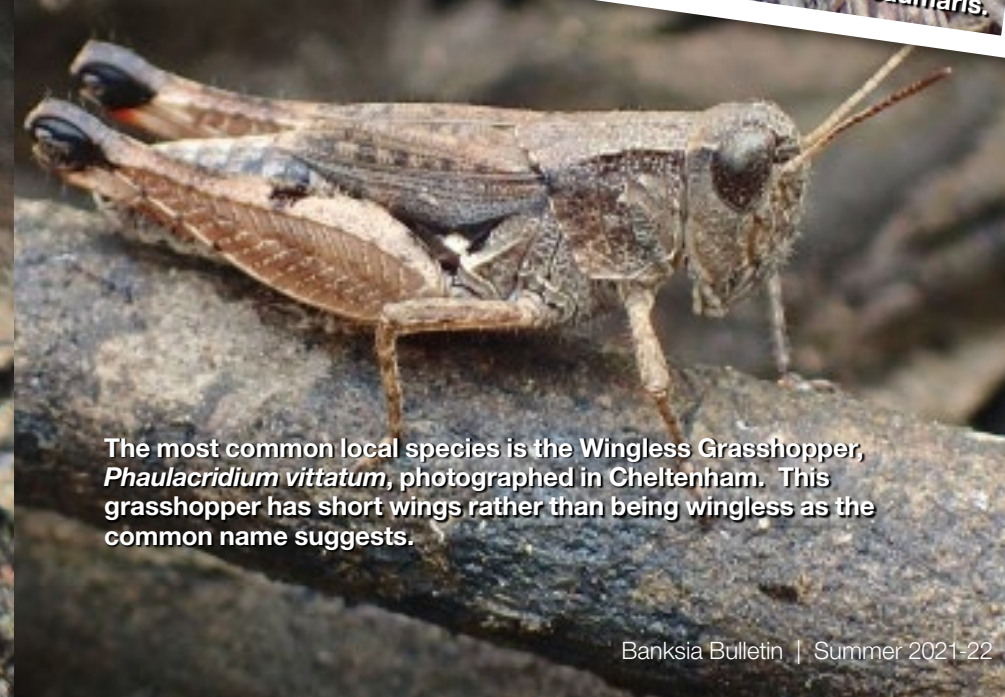 The most common local species is the Wingless Grasshopper,
Phaulacridium vittatum, photographed in Cheltenham.  This
grasshopper has short wings rather than being wingless as the
common name suggests.
Banksia Bulletin | Summer 2021-22